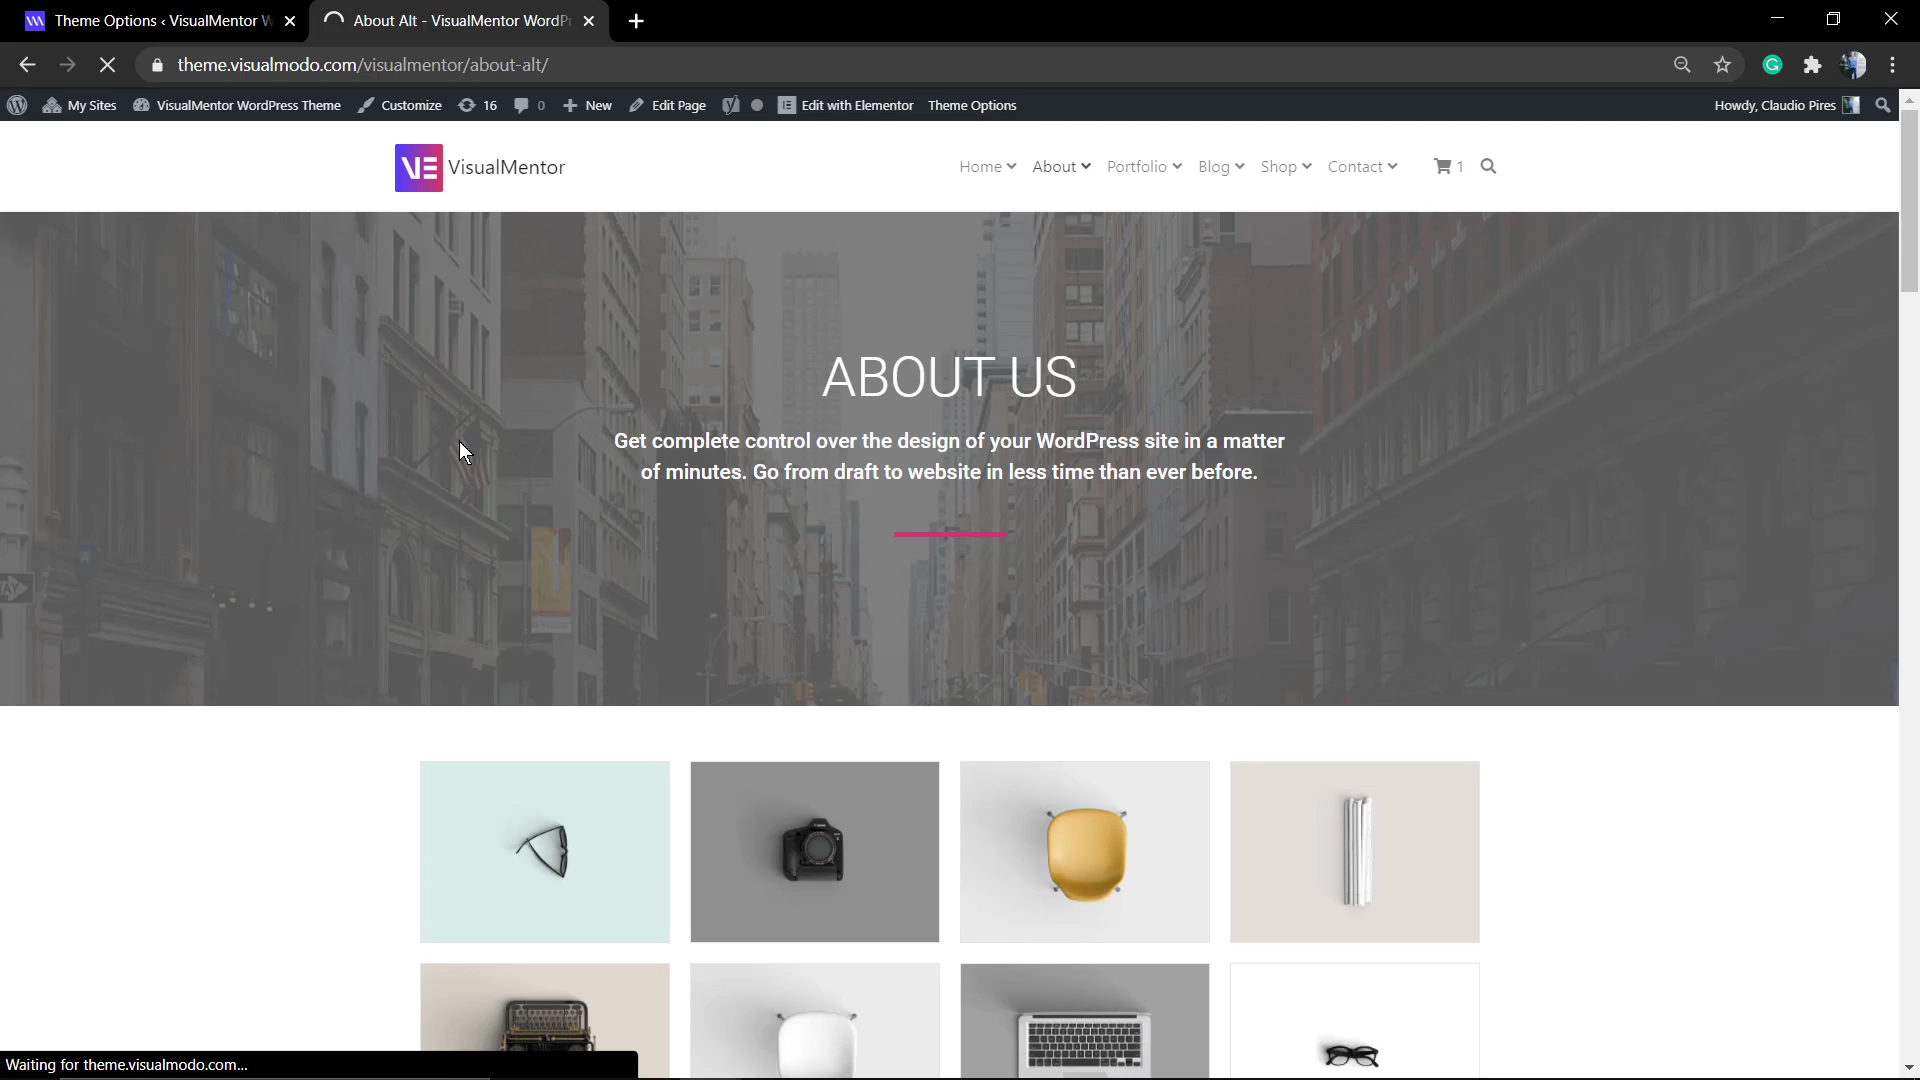 Theme Options ‹ VisualMentor W
About Alt - VisualMentor WordPr
theme.visualmodo.com/visualmentor/about-alt/
My Sites VisualMentor WordPress Theme Customize 16 0 New Edit Page Edit with Elementor Theme Options Howdy, Claudio Pires
VisualMentor
Home About Portfolio Blog Shop Contact 1
ABOUT US
Get complete control over the design of your WordPress site in a matter
of minutes. Go from draft to website in less time than ever before.
Waiting for theme.visualmodo.com...